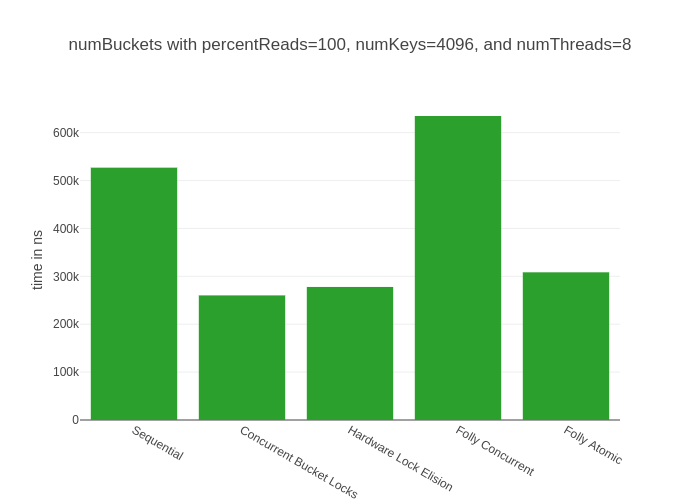 numBuckets with percentReads=100, numKeys=4096, and numThreads=8
time in ns
600k
500k
400k
300k
200k
100k
0
Sequential
Concurrent Bucket Locks
Hardware Lock Elision
Folly Concurrent
Folly Atomic